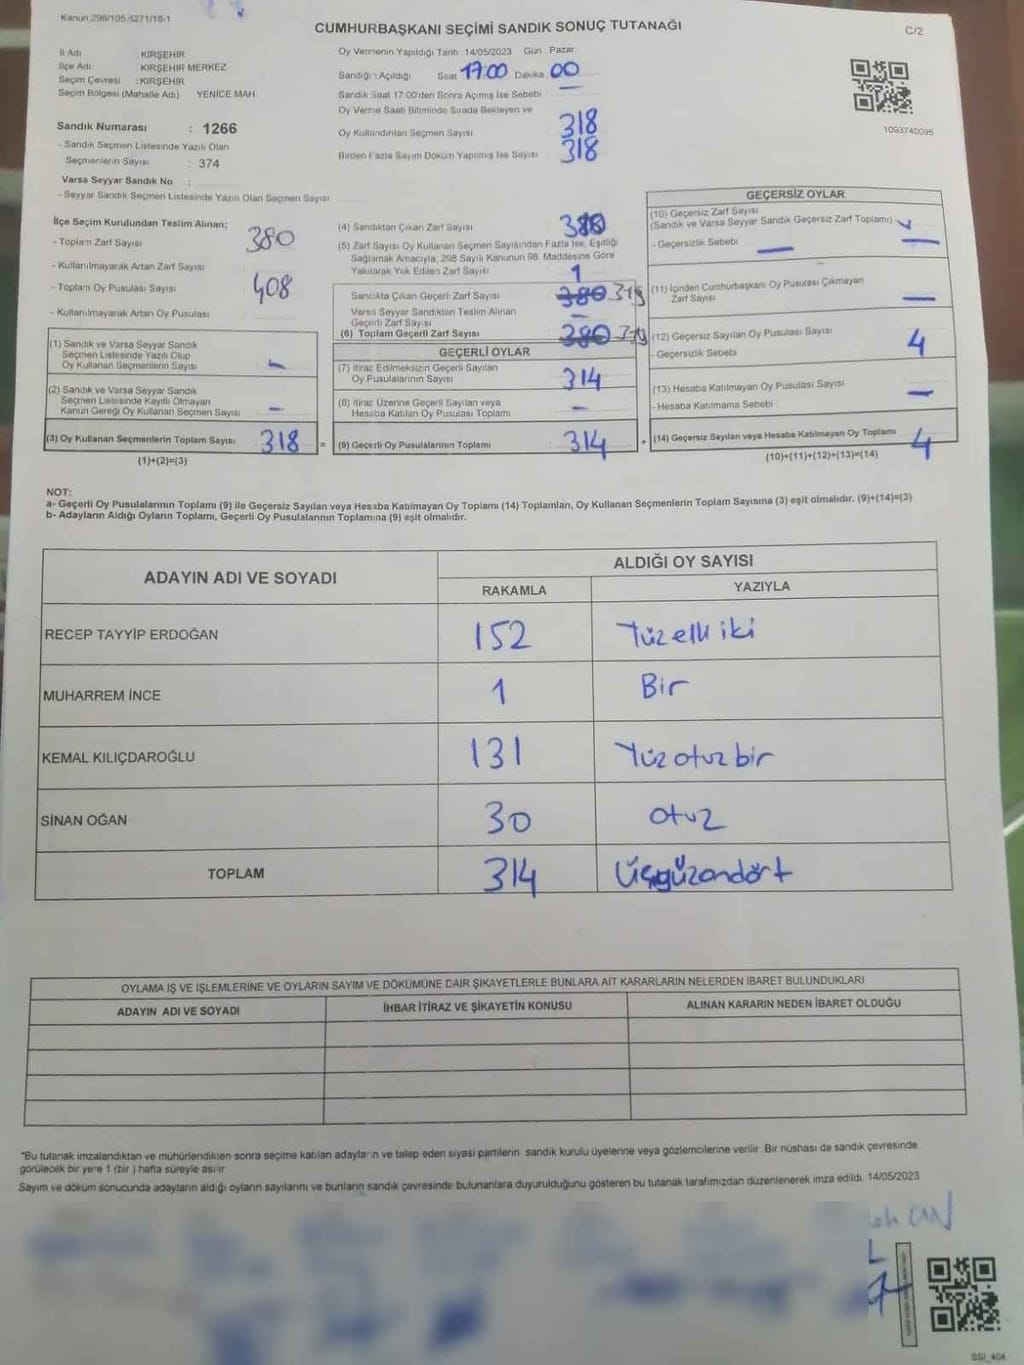 Kanun:298/105,6271/18-1
CUMHURBAŞKANI SEÇİMİ SANDIK SONUÇ TUTANAĞI
C/2
İl Adı : KIRŞEHİR
İlçe Adı : KIRŞEHİR MERKEZ
Seçim Çevresi : KIRŞEHİR
Seçim Bölgesi (Mahalle Adı) YENİCE MAH.
Sandık Numarası : 1266
- Sandık Seçmen Listesinde Yazılı Olan
Seçmenlerin Sayısı : 374
Varsa Seyyar Sandık No :
- Seyyar Sandık Seçmen Listesinde Yazılı Olan Seçmen Sayısı
Oy Vermenin Yapıldığı Tarih 14/05/2023 Gün : Pazar
Sandığın Açıldığı Saat 17:00 Dakika 00
Sandık Saat 17:00'den Sonra Açılmış İse Sebebi —
Oy Verme Saati Bitiminde Sırada Bekleyen ve
Oy Kullandırılan Seçmen Sayısı 318
Birden Fazla Sayım Döküm Yapılmış İse Sayısı 318
1093740095
İlçe Seçim Kurulundan Teslim Alınan;
- Toplam Zarf Sayısı 380
- Kullanılmayarak Artan Zarf Sayısı
- Toplam Oy Pusulası Sayısı 408
- Kullanılmayarak Artan Oy Pusulası
(1) Sandık ve Varsa Seyyar Sandık
Seçmen Listesinde Yazılı Olup
Oy Kullanan Seçmenlerin Sayısı
(2) Sandık ve Varsa Seyyar Sandık
Seçmen Listesinde Kayıtlı Olmayan
Kanun Gereği Oy Kullanan Seçmen Sayısı —
(3) Oy Kullanan Seçmenlerin Toplam Sayısı 318
(1)+(2)=(3)
(4) Sandıktan Çıkan Zarf Sayısı
(5) Zarf Sayısı Oy Kullanan Seçmen Sayısından Fazla İse, Eşitliği
Sağlamak Amacıyla, 298 Sayılı Kanunun 98. Maddesine Göre
Yakılarak Yok Edilen Zarf Sayısı 1
Sandıkta Çıkan Geçerli Zarf Sayısı 380
Varsa Seyyar Sandıktan Teslim Alınan
Geçerli Zarf Sayısı —
(6) Toplam Geçerli Zarf Sayısı 380
GEÇERLİ OYLAR
(7) İtiraz Edilmeksizin Geçerli Sayılan
Oy Pusulalarının Sayısı 314
(8) İtiraz Üzerine Geçerli Sayılan veya
Hesaba Katılan Oy Pusulası Toplamı —
= (9) Geçerli Oy Pusulalarının Toplamı 314 +
GEÇERSİZ OYLAR
(10) Geçersiz Zarf Sayısı
(Sandık ve Varsa Seyyar Sandık Geçersiz Zarf Toplamı)
- Geçersizlik Sebebi — —
(11) İçinden Cumhurbaşkanı Oy Pusulası Çıkmayan
Zarf Sayısı —
(12) Geçersiz Sayılan Oy Pusulası Sayısı 4
- Geçersizlik Sebebi
(13) Hesaba Katılmayan Oy Pusulası Sayısı —
- Hesaba Katılmama Sebebi :
(14) Geçersiz Sayılan veya Hesaba Katılmayan Oy Toplamı 4
(10)+(11)+(12)+(13)=(14)
NOT:
a- Geçerli Oy Pusulalarının Toplamı (9) ile Geçersiz Sayılan veya Hesaba Katılmayan Oy Toplamı (14) Toplamları, Oy Kullanan Seçmenlerin Toplam Sayısına (3) eşit olmalıdır. (9)+(14)=(3)
b- Adayların Aldığı Oyların Toplamı, Geçerli Oy Pusulalarının Toplamına (9) eşit olmalıdır.
ADAYIN ADI VE SOYADI
ALDIĞI OY SAYISI
RAKAMLA YAZIYLA
RECEP TAYYİP ERDOĞAN 152 Yüz elli iki
MUHARREM İNCE 1 Bir
KEMAL KILIÇDAROĞLU 131 Yüz otuz bir
SİNAN OĞAN 30 otuz
TOPLAM 314 Üçyüzondört
OYLAMA İŞ VE İŞLEMLERİNE VE OYLARIN SAYIM VE DÖKÜMÜNE DAİR ŞİKAYETLERLE BUNLARA AİT KARARLARIN NELERDEN İBARET BULUNDUKLARI
ADAYIN ADI VE SOYADI İHBAR İTİRAZ VE ŞİKAYETİN KONUSU ALINAN KARARIN NEDEN İBARET OLDUĞU
"Bu tutanak imzalandıktan ve mühürlendikten sonra seçime katılan adayların ve talep eden siyasi partilerin sandık kurulu üyelerine veya gözlemcilerine verilir. Bir nüshası da sandık çevresinde
görülecek bir yere 1 (bir) hafta süreyle asılır
Sayım ve döküm sonucunda adayların aldığı oyların sayılarını ve bunların sandık çevresinde bulunanlara duyurulduğunu gösteren bu tutanak tarafımızdan düzenlenerek imza edildi. 14/05/2023